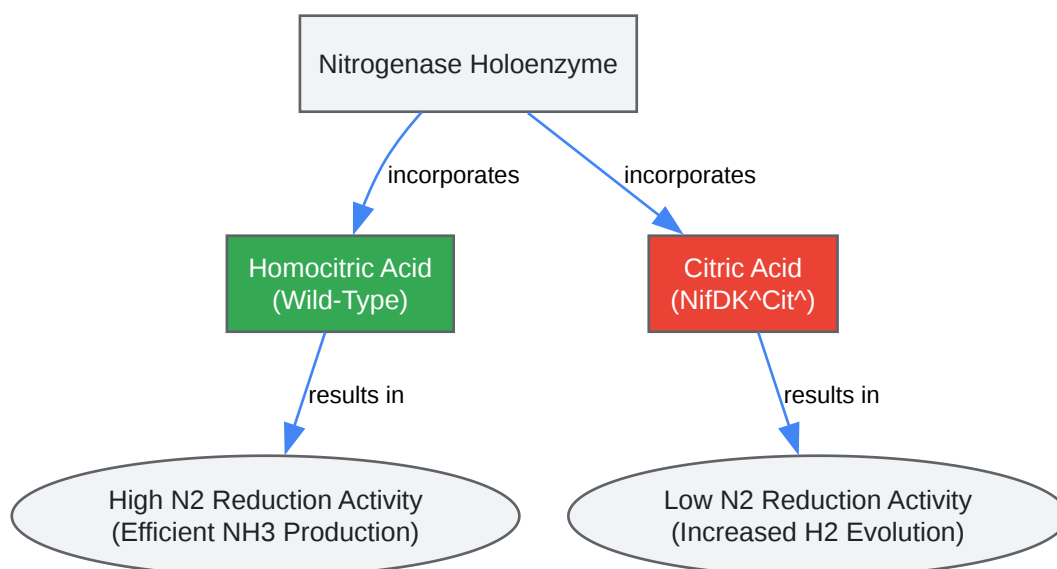 Nitrogenase Holoenzyme
incorporates
incorporates
Homocitric Acid
(Wild-Type)
Citric Acid
(NifDK^Cit^)
results in
results in
High N2 Reduction Activity
(Efficient NH3 Production)
Low N2 Reduction Activity
(Increased H2 Evolution)